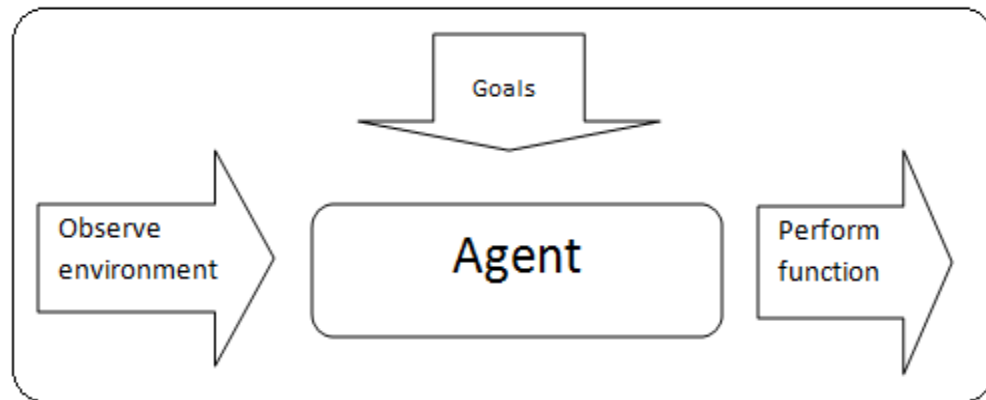 Goals
Observe
environment
Agent
Perform
function